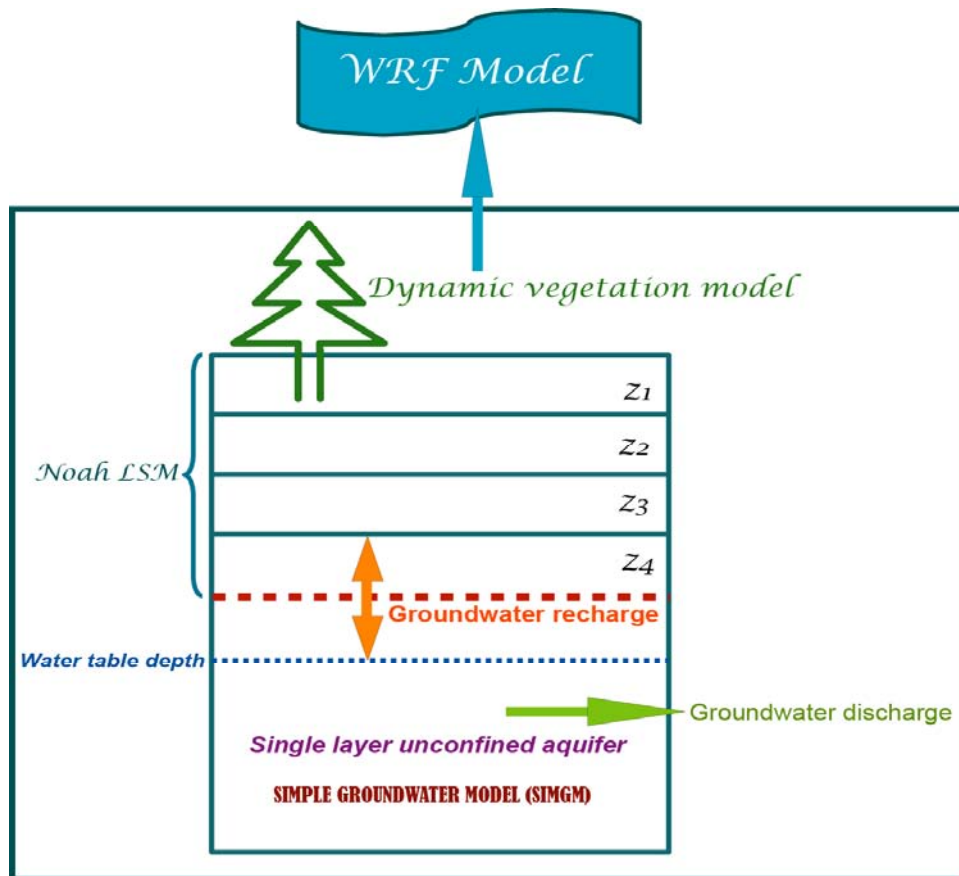 WRF Model
Dynamic vegetation model
z1
z2
Noah LSM
z3
z4
Groundwater recharge
Water table depth
Groundwater discharge
Single layer unconfined aquifer
SIMPLE GROUNDWATER MODEL (SIMGM)